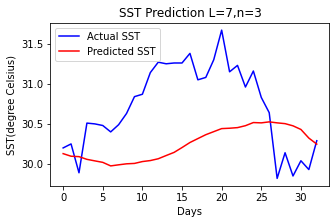 SST Prediction L=7,n=3
Actual SST
Predicted SST
SST(degree Celsius)
31.5
31.0
30.5
30.0
0 5 10 15 20 25 30
Days